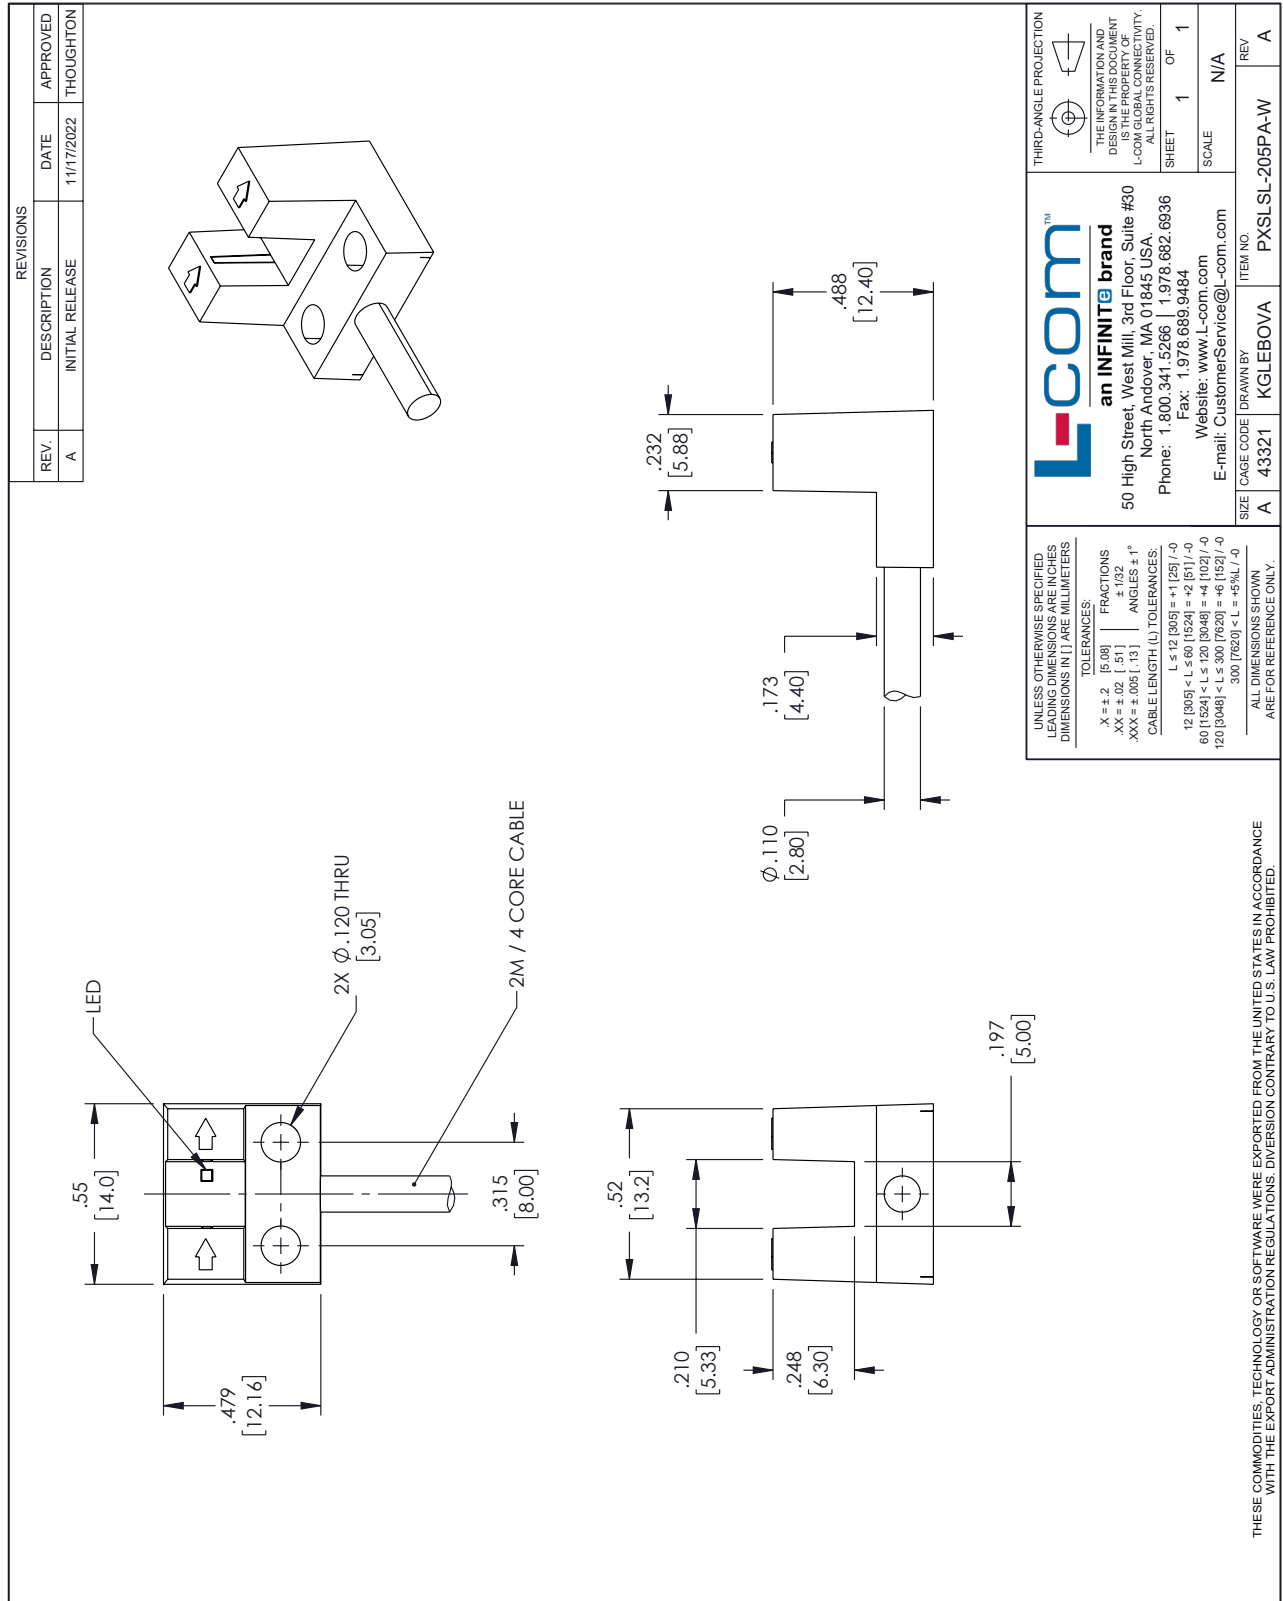 REVISIONS
REV. DESCRIPTION DATE APPROVED
A INITIAL RELEASE 11/17/2022 THOUGHTON
.55
[14.0]
LED
.479
[12.16]
2X Ø.120 THRU
[3.05]
2M / 4 CORE CABLE
.315
[8.00]
.52
[13.2]
.210
[5.33]
.248
[6.30]
.197
[5.00]
.232
[5.88]
.488
[12.40]
.173
[4.40]
Ø.110
[2.80]
UNLESS OTHERWISE SPECIFIED
LEADING DIMENSIONS ARE INCHES
DIMENSIONS IN [ ] ARE MILLIMETERS
TOLERANCES:
.X = ±.2 [5.08] FRACTIONS
.XX = ±.02 [.51] ± 1/32
.XXX = ±.005 [.13] ANGLES ± 1°
CABLE LENGTH (L) TOLERANCES:
L ≤ 12 [305] = +1 [25] / -0
12 [305] < L ≤ 60 [1524] = +2 [51] / -0
60 [1524] < L ≤ 120 [3048] = +4 [102] / -0
120 [3048] < L ≤ 300 [7620] = +6 [152] / -0
300 [7620] < L = +5%L / -0
ALL DIMENSIONS SHOWN
ARE FOR REFERENCE ONLY.
L-com™
an INFINITe brand
50 High Street, West Mill, 3rd Floor, Suite #30
North Andover, MA 01845 USA.
Phone: 1.800.341.5266 | 1.978.682.6936
Fax: 1.978.689.9484
Website: www.L-com.com
E-mail: CustomerService@L-com.com
THIRD-ANGLE PROJECTION
THE INFORMATION AND
DESIGN IN THIS DOCUMENT
IS THE PROPERTY OF
L-COM GLOBAL CONNECTIVITY.
ALL RIGHTS RESERVED.
SHEET 1 OF 1
SCALE N/A
SIZE CAGE CODE DRAWN BY ITEM NO. REV
A 43321 KGLEBOVA PXSLSL-205PA-W A
THESE COMMODITIES, TECHNOLOGY OR SOFTWARE WERE EXPORTED FROM THE UNITED STATES IN ACCORDANCE
WITH THE EXPORT ADMINISTRATION REGULATIONS. DIVERSION CONTRARY TO U.S. LAW PROHIBITED.